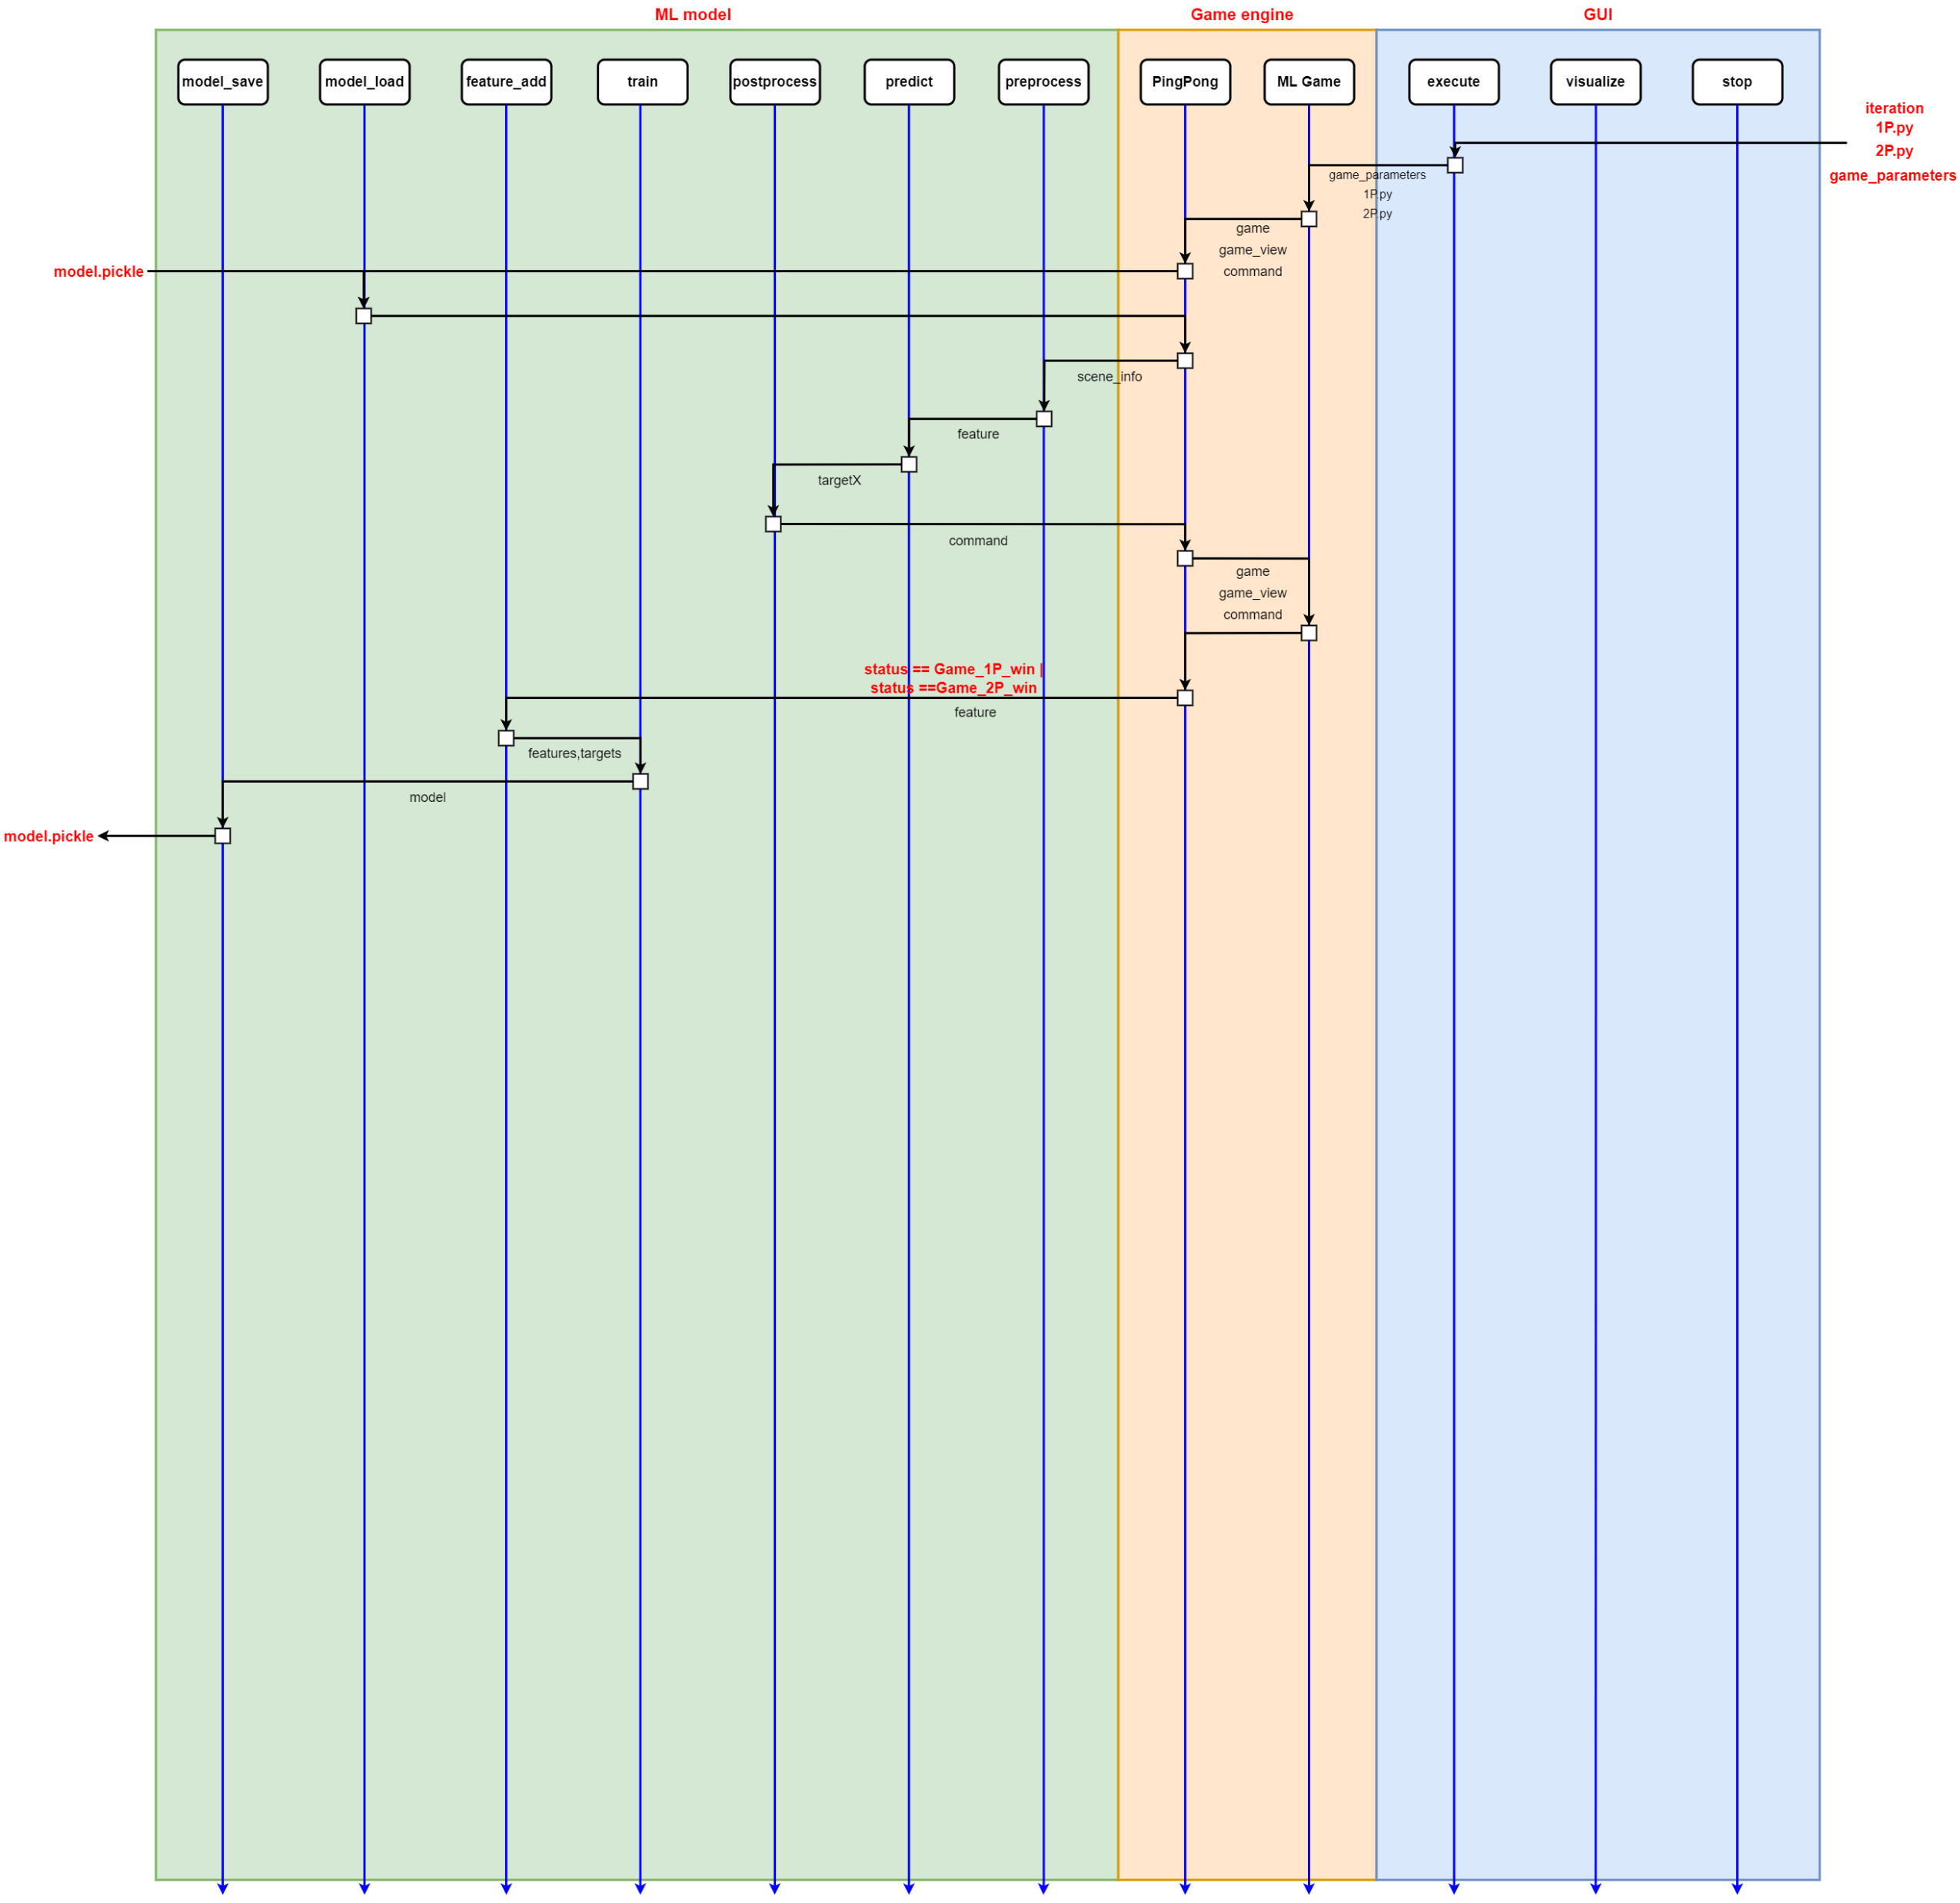 ML model
Game engine
GUI
model_save
model_load
feature_add
train
postprocess
predict
preprocess
PingPong
ML Game
execute
visualize
stop
iteration
1P.py
2P.py
game_parameters
game_parameters
1P.py
2P.py
game
game_view
command
model.pickle
scene_info
feature
targetX
command
game
game_view
command
status == Game_1P_win |
status ==Game_2P_win
feature
features,targets
model
model.pickle